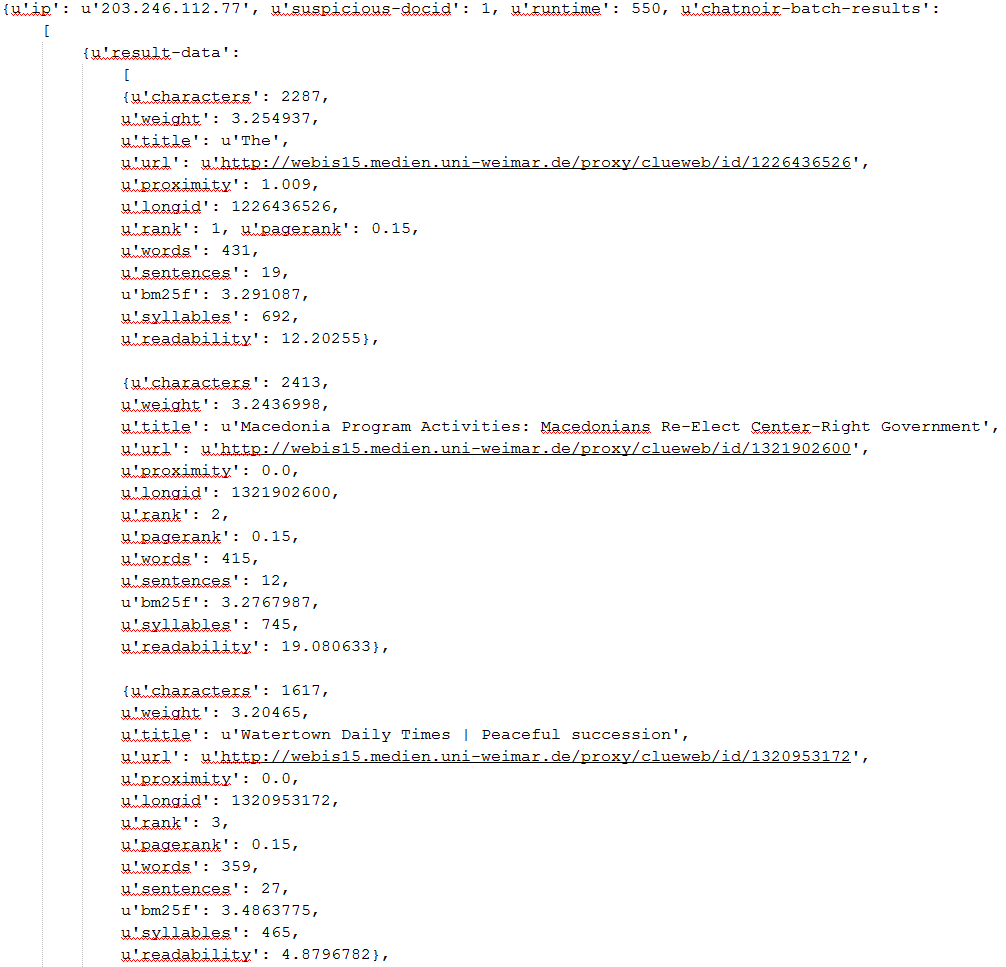 {u'ip': u'203.246.112.77', u'suspicious-docid': 1, u'runtime': 550, u'chatnoir-batch-results':
[
{u'result-data':
[
{u'characters': 2287,
u'weight': 3.254937,
u'title': u'The',
u'url': u'http://webis15.medien.uni-weimar.de/proxy/clueweb/id/1226436526',
u'proximity': 1.009,
u'longid': 1226436526,
u'rank': 1, u'pagerank': 0.15,
u'words': 431,
u'sentences': 19,
u'bm25f': 3.291087,
u'syllables': 692,
u'readability': 12.20255},
{u'characters': 2413,
u'weight': 3.2436998,
u'title': u'Macedonia Program Activities: Macedonians Re-Elect Center-Right Government',
u'url': u'http://webis15.medien.uni-weimar.de/proxy/clueweb/id/1321902600',
u'proximity': 0.0,
u'longid': 1321902600,
u'rank': 2,
u'pagerank': 0.15,
u'words': 415,
u'sentences': 12,
u'bm25f': 3.2767987,
u'syllables': 745,
u'readability': 19.080633},
{u'characters': 1617,
u'weight': 3.20465,
u'title': u'Watertown Daily Times | Peaceful succession',
u'url': u'http://webis15.medien.uni-weimar.de/proxy/clueweb/id/1320953172',
u'proximity': 0.0,
u'longid': 1320953172,
u'rank': 3,
u'pagerank': 0.15,
u'words': 359,
u'sentences': 27,
u'bm25f': 3.4863775,
u'syllables': 465,
u'readability': 4.8796782},